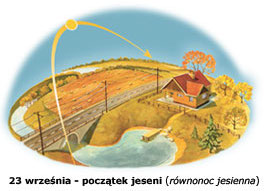 23 września - początek jeseni (równonoc jesienna)